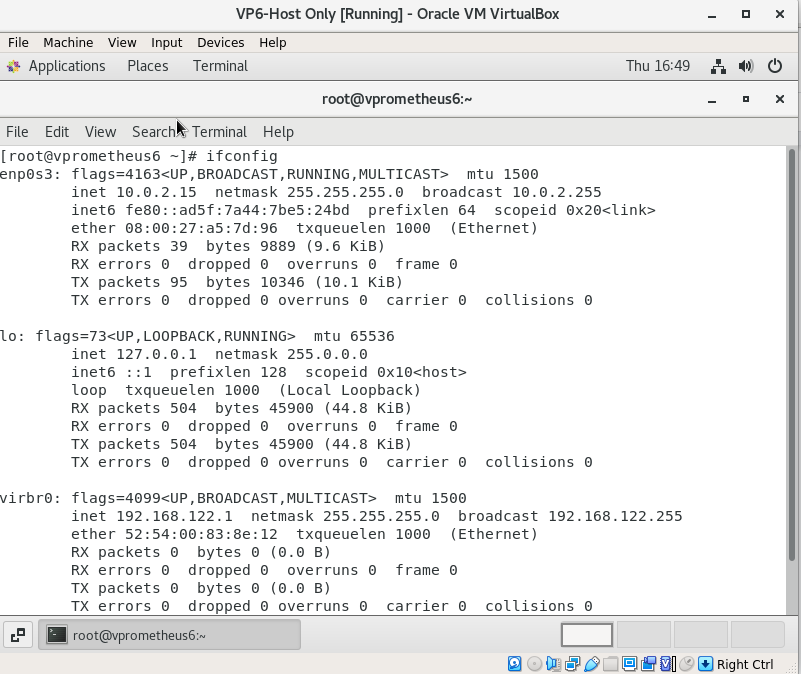 VP6-Host Only [Running] - Oracle VM VirtualBox
File Machine View Input Devices Help
Applications Places Terminal Thu 16:49
root@vprometheus6:~
File Edit View Search Terminal Help
[root@vprometheus6 ~]# ifconfig
enp0s3: flags=4163<UP,BROADCAST,RUNNING,MULTICAST>  mtu 1500
        inet 10.0.2.15  netmask 255.255.255.0  broadcast 10.0.2.255
        inet6 fe80::ad5f:7a44:7be5:24bd  prefixlen 64  scopeid 0x20<link>
        ether 08:00:27:a5:7d:96  txqueuelen 1000  (Ethernet)
        RX packets 39  bytes 9889 (9.6 KiB)
        RX errors 0  dropped 0  overruns 0  frame 0
        TX packets 95  bytes 10346 (10.1 KiB)
        TX errors 0  dropped 0 overruns 0  carrier 0  collisions 0
lo: flags=73<UP,LOOPBACK,RUNNING>  mtu 65536
        inet 127.0.0.1  netmask 255.0.0.0
        inet6 ::1  prefixlen 128  scopeid 0x10<host>
        loop  txqueuelen 1000  (Local Loopback)
        RX packets 504  bytes 45900 (44.8 KiB)
        RX errors 0  dropped 0  overruns 0  frame 0
        TX packets 504  bytes 45900 (44.8 KiB)
        TX errors 0  dropped 0 overruns 0  carrier 0  collisions 0
virbr0: flags=4099<UP,BROADCAST,MULTICAST>  mtu 1500
        inet 192.168.122.1  netmask 255.255.255.0  broadcast 192.168.122.255
        ether 52:54:00:83:8e:12  txqueuelen 1000  (Ethernet)
        RX packets 0  bytes 0 (0.0 B)
        RX errors 0  dropped 0  overruns 0  frame 0
        TX packets 0  bytes 0 (0.0 B)
        TX errors 0  dropped 0 overruns 0  carrier 0  collisions 0
root@vprometheus6:~
Right Ctrl